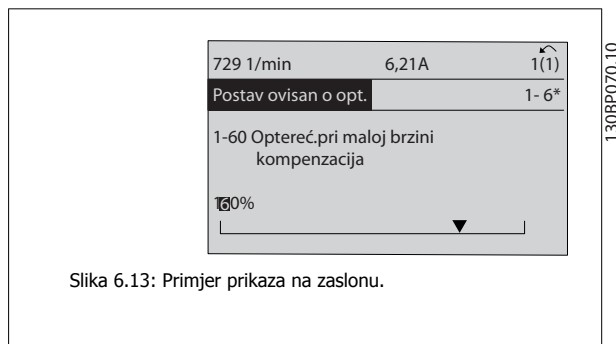 729 1/min 6,21A 1(1)
Postav ovisan o opt. 1- 6*
1-60 Optereć.pri maloj brzini
kompenzacija
160%
Slika 6.13: Primjer prikaza na zaslonu.
130BP070.10